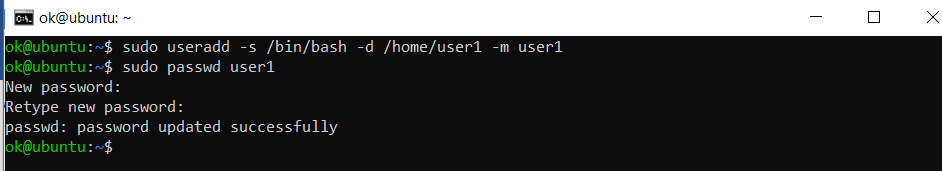 ok@ubuntu: ~
ok@ubuntu:~$ sudo useradd -s /bin/bash -d /home/user1 -m user1
ok@ubuntu:~$ sudo passwd user1
New password:
Retype new password:
passwd: password updated successfully
ok@ubuntu:~$